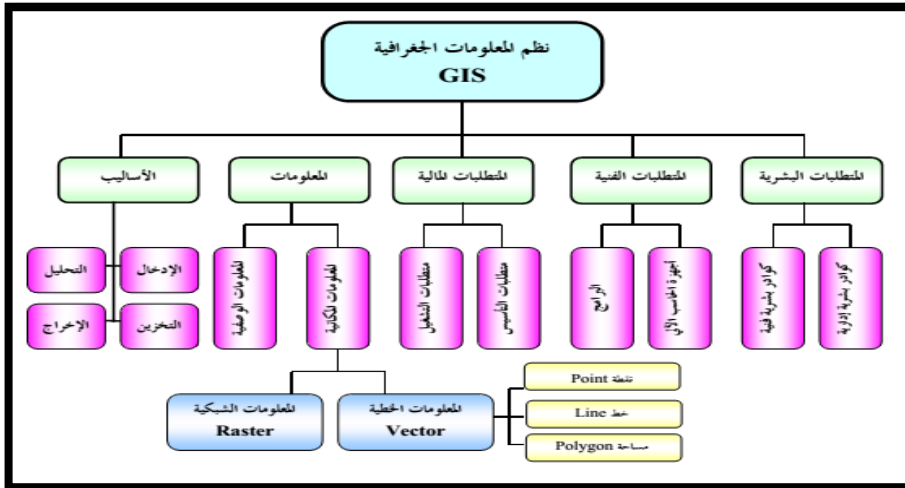 نظم المعلومات الجغرافية
GIS
المتطلبات البشرية
المتطلبات الفنية
المتطلبات المالية
المعلومات
الأساليب
كوادر بشرية إدارية
كوادر بشرية فنية
أجهزة الحاسب الآلي
البرامج
متطلبات التأسيس
متطلبات التشغيل
المعلومات المكانية
المعلومات الوصفية
الإدخال
التحليل
التخزين
الإخراج
المعلومات الخطية
Vector
المعلومات الشبكية
Raster
نقطة Point
خط Line
مساحة Polygon